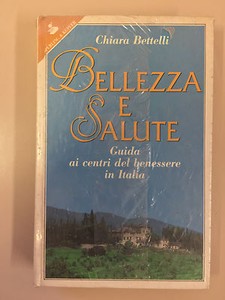 Chiara Bettelli
BELLEZZA
E
SALUTE
Guida
ai centri del benessere
in Italia